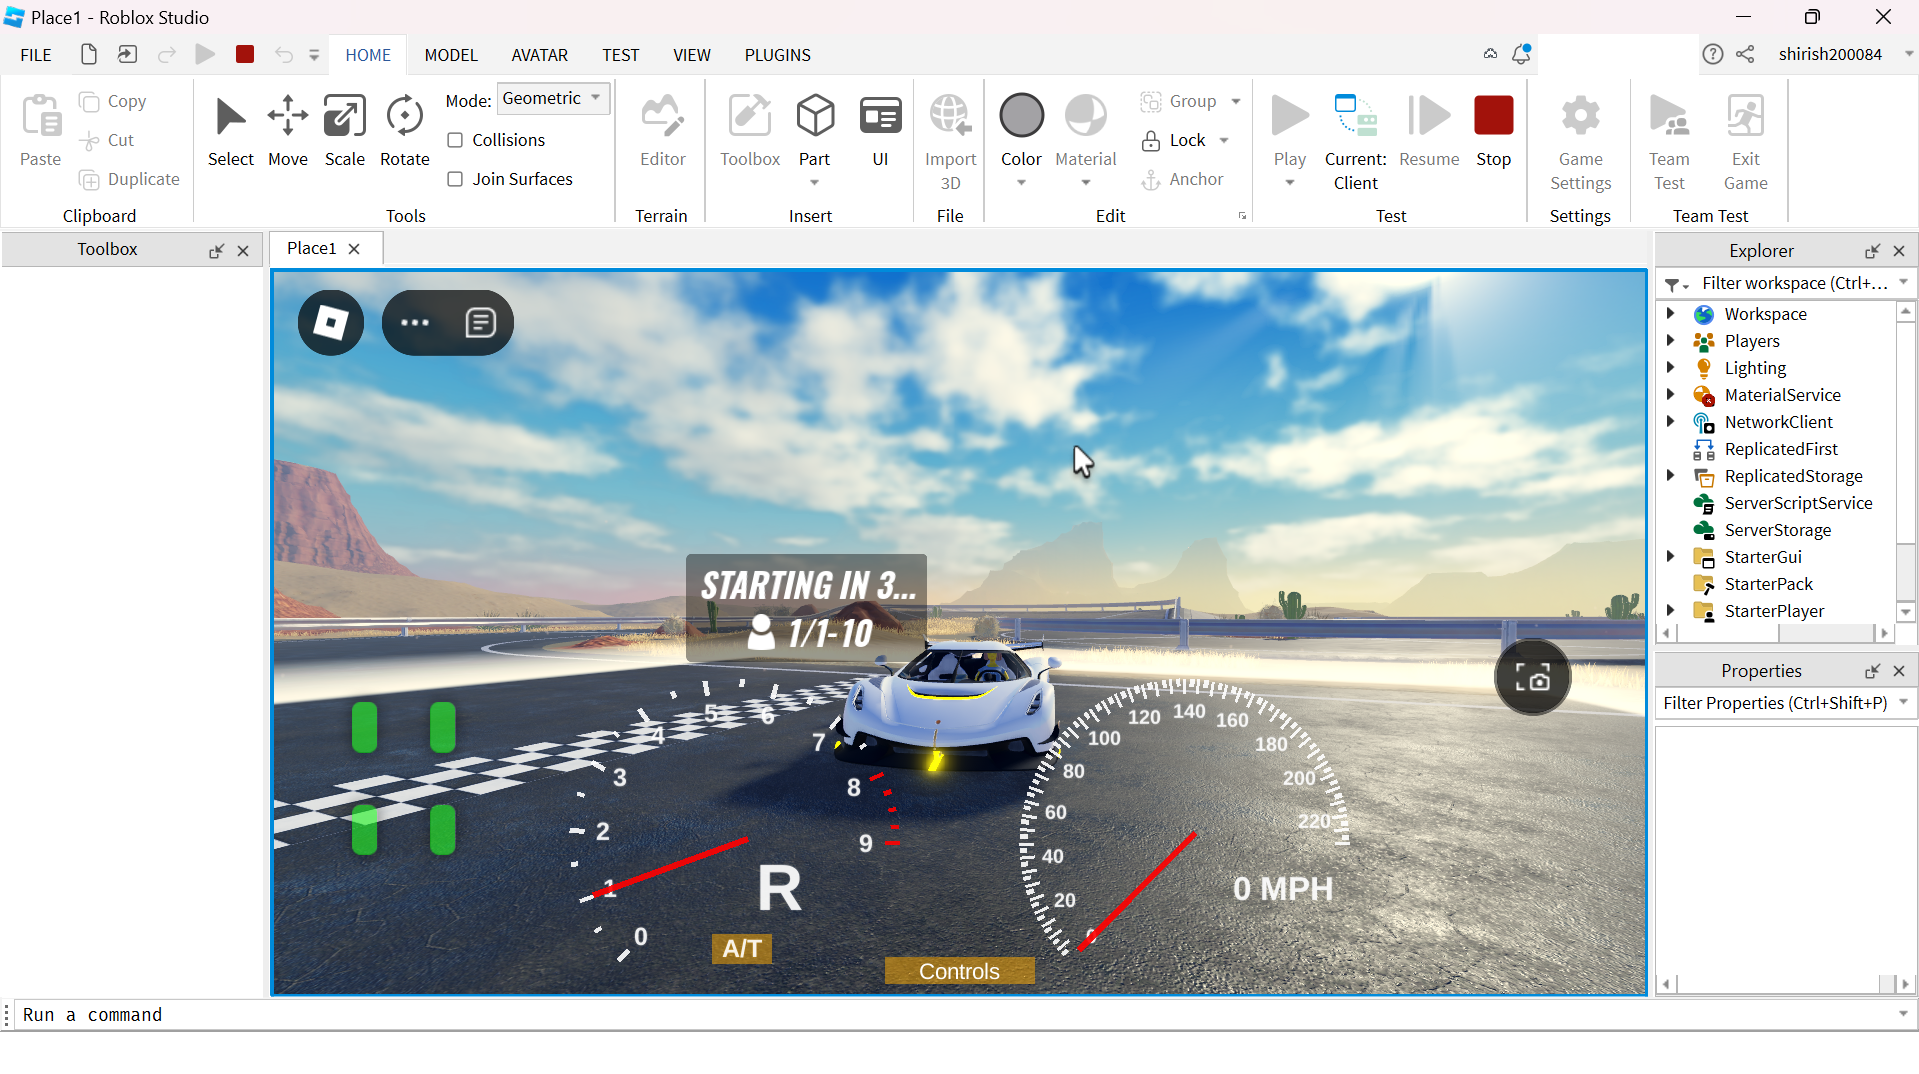 Place1 - Roblox Studio
FILE HOME MODEL AVATAR TEST VIEW PLUGINS shirish200084
Paste Copy Cut Duplicate
Clipboard
Select Move Scale Rotate
Mode: Geometric
Collisions
Join Surfaces
Tools
Editor
Terrain
Toolbox Part UI
Insert
Import
3D
File
Color Material
Group
Lock
Anchor
Edit
Play Current:
Client Resume Stop
Test
Game
Settings
Settings
Team
Test
Exit
Game
Team Test
Toolbox
Place1
STARTING IN 3...
1/1-10
0 1 2 3 4 5 6 7 8 9
R
A/T
Controls
0 20 40 60 80 100 120 140 160 180 200 220
0 MPH
Explorer
Filter workspace (Ctrl+...
Workspace
Players
Lighting
MaterialService
NetworkClient
ReplicatedFirst
ReplicatedStorage
ServerScriptService
ServerStorage
StarterGui
StarterPack
StarterPlayer
Properties
Filter Properties (Ctrl+Shift+P)
Run a command